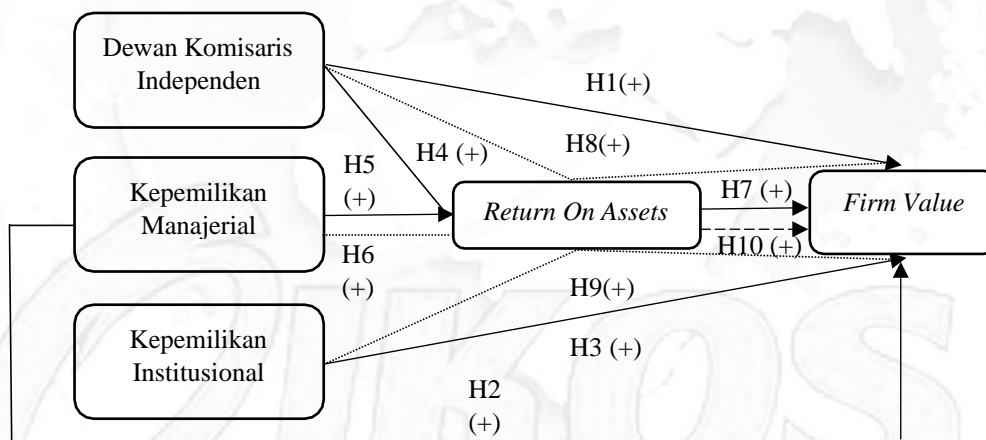 Dewan Komisaris
Independen
H1(+)
H8(+)
H4 (+)
H5
(+)
Kepemilikan
Manajerial
Return On Assets
H7 (+)
Firm Value
H10 (+)
H6
(+)
H9(+)
Kepemilikan
Institusional
H3 (+)
H2
(+)
OIKOS